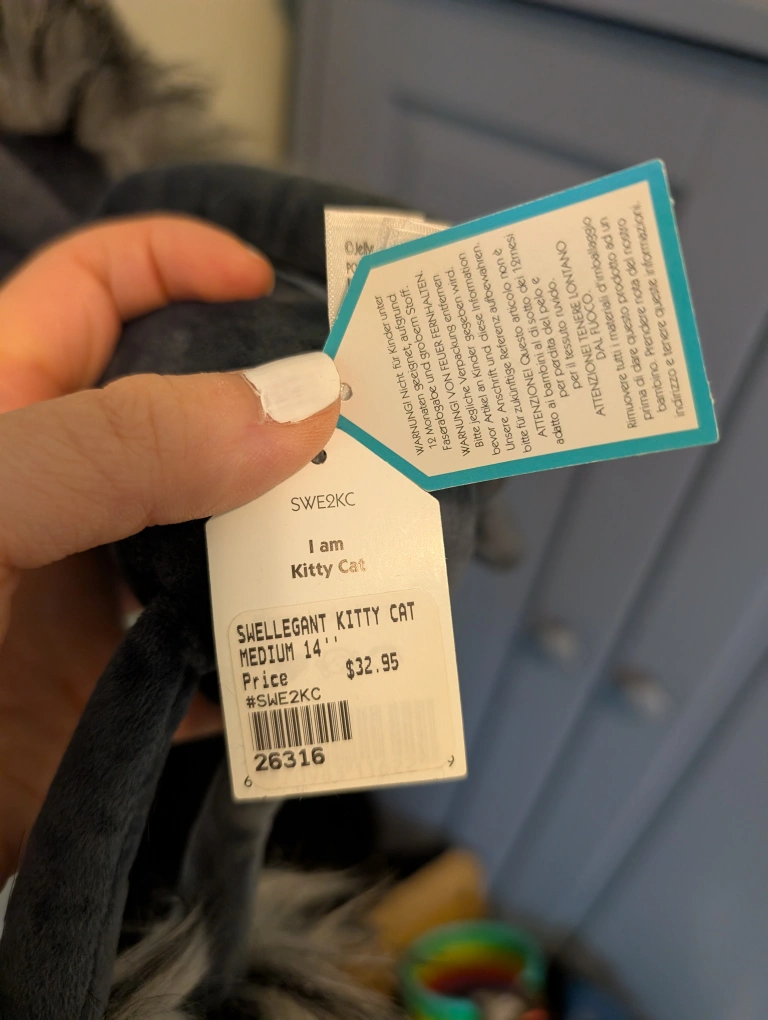 ©Jelly
WARNUNG! Nicht für Kinder unter
12 Monaten geeignet, aufgrund
Faserabgabe und grobem Stoff.
WARNUNG! VON FEUER FERNHALTEN.
Bitte jegliche Verpackung entfernen
bevor Artikel an Kinder gegeben wird.
Unsere Anschrift und diese Information
bitte für zukünftige Referenz aufbewahren.
ATTENZIONE! Questo articolo non è
adatto ai bambini al di sotto dei 12mesi
per perdita del pelo e
per il tessuto ruvido.
ATTENZIONE! TENERE LONTANO
DAL FUOCO.
Rimuovere tutti i materiali d'imballaggio
prima di dare questo prodotto ad un
bambino. Prendere nota del nostro
indirizzo e tenere queste informazioni.
SWE2KC
I am
Kitty Cat
SWELLEGANT KITTY CAT
MEDIUM 14''
Price $32.95
#SWE2KC
26316
6